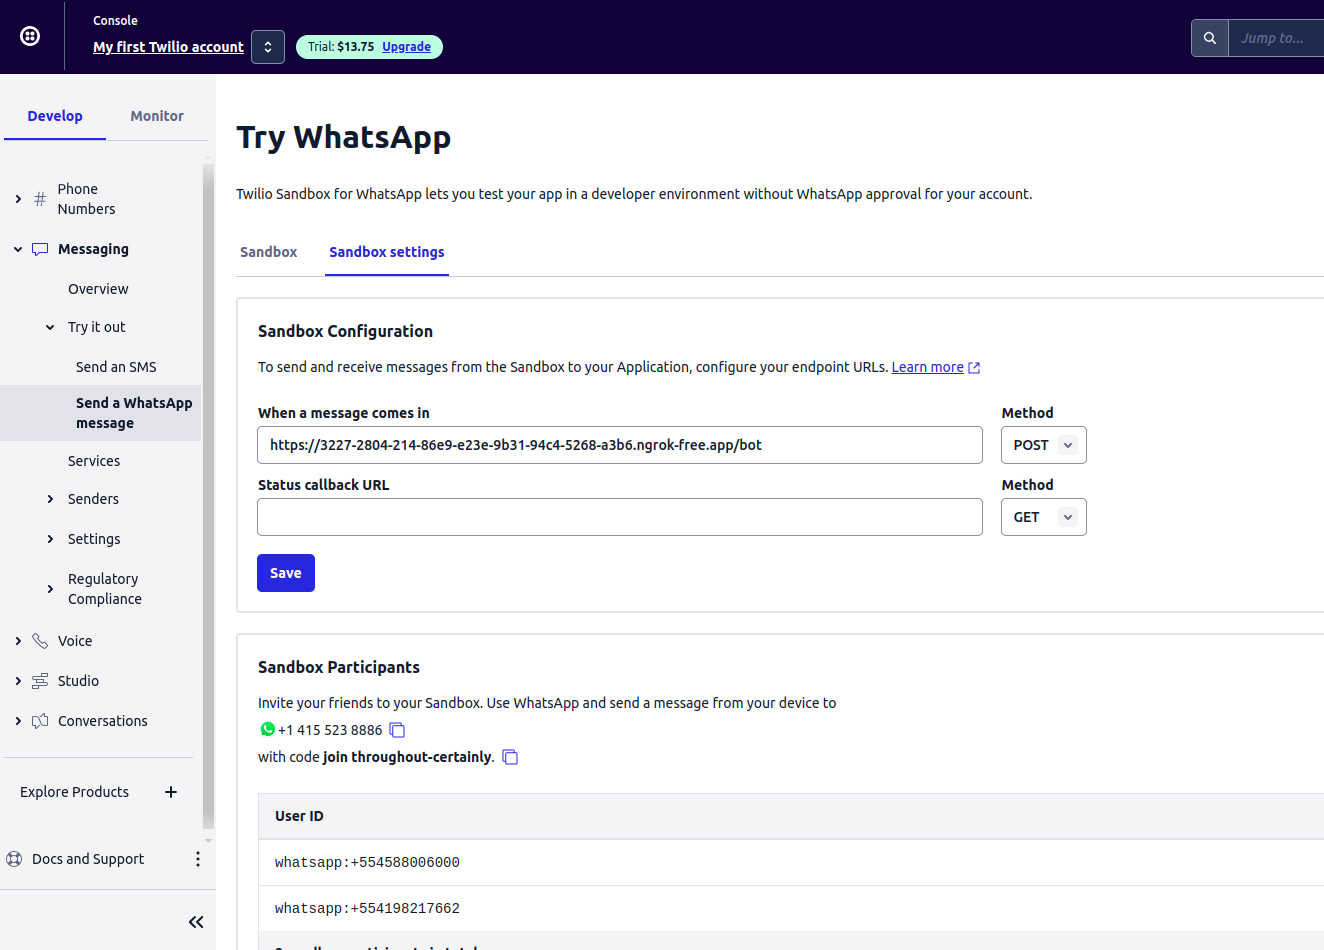 Console
My first Twilio account
Trial: $13.75 Upgrade
Jump to...
Develop Monitor
Phone
Numbers
Messaging
Overview
Try it out
Send an SMS
Send a WhatsApp
message
Services
Senders
Settings
Regulatory
Compliance
Voice
Studio
Conversations
Explore Products
Docs and Support
Try WhatsApp
Twilio Sandbox for WhatsApp lets you test your app in a developer environment without WhatsApp approval for your account.
Sandbox Sandbox settings
Sandbox Configuration
To send and receive messages from the Sandbox to your Application, configure your endpoint URLs. Learn more
When a message comes in Method
https://3227-2804-214-86e9-e23e-9b31-94c4-5268-a3b6.ngrok-free.app/bot POST
Status callback URL Method
GET
Save
Sandbox Participants
Invite your friends to your Sandbox. Use WhatsApp and send a message from your device to
+1 415 523 8886
with code join throughout-certainly.
User ID
whatsapp:+554588006000
whatsapp:+554198217662